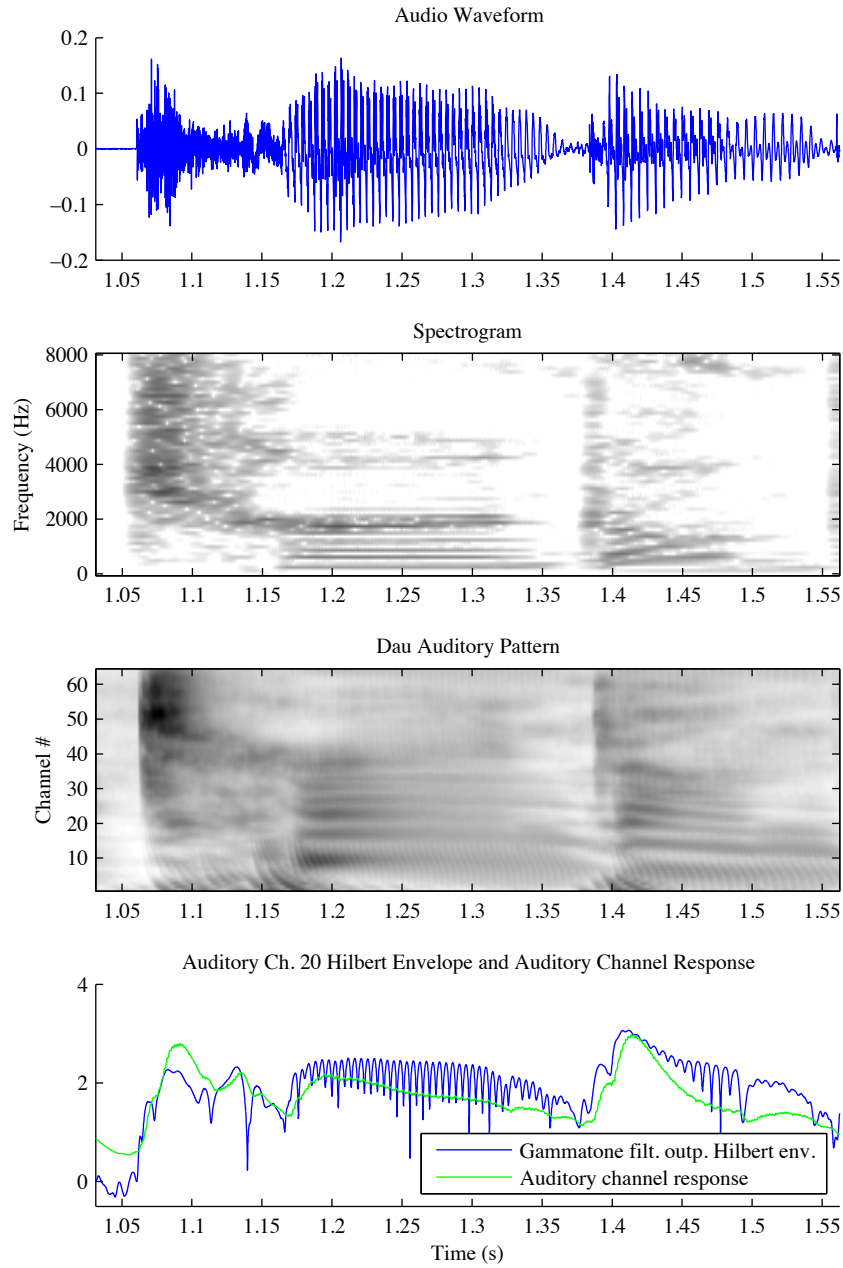 Audio Waveform
0.2
0.1
0
–0.1
–0.2
1.05 1.1 1.15 1.2 1.25 1.3 1.35 1.4 1.45 1.5 1.55
Spectrogram
Frequency (Hz)
8000
6000
4000
2000
0
1.05 1.1 1.15 1.2 1.25 1.3 1.35 1.4 1.45 1.5 1.55
Dau Auditory Pattern
Channel #
60
50
40
30
20
10
1.05 1.1 1.15 1.2 1.25 1.3 1.35 1.4 1.45 1.5 1.55
Auditory Ch. 20 Hilbert Envelope and Auditory Channel Response
4
2
0
Gammatone filt. outp. Hilbert env.
Auditory channel response
1.05 1.1 1.15 1.2 1.25 1.3 1.35 1.4 1.45 1.5 1.55
Time (s)